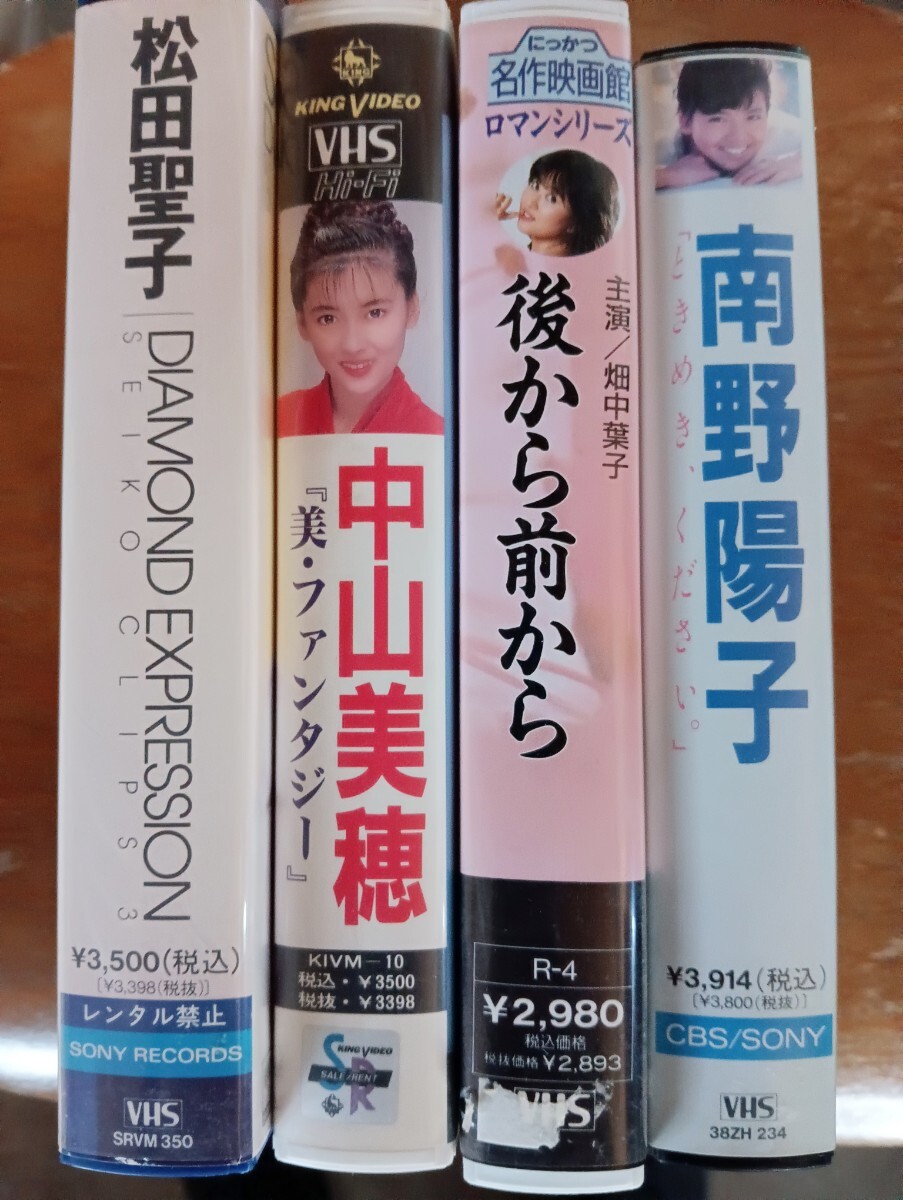 松田聖子
DIAMOND EXPRESSION
SEIKO CLIPS 3
¥3,500(税込)
[¥3,398(税抜)]
レンタル禁止
SONY RECORDS
VHS
SRVM 350
KING
KING VIDEO
VHS
Hi-Fi
中山美穂
『美・ファンタジー』
KIVM-10
税込・¥3500
税抜・¥3398
KING VIDEO
SALE/RENT
SR
にっかつ
名作映画館
ロマンシリーズ
主演/畑中葉子
後から前から
R-4
¥2,980
税込価格
税抜価格¥2,893
VHS
南野陽子
「ときめき、ください。」
¥3,914(税込)
[¥3,800(税抜)]
CBS/SONY
VHS
38ZH 234